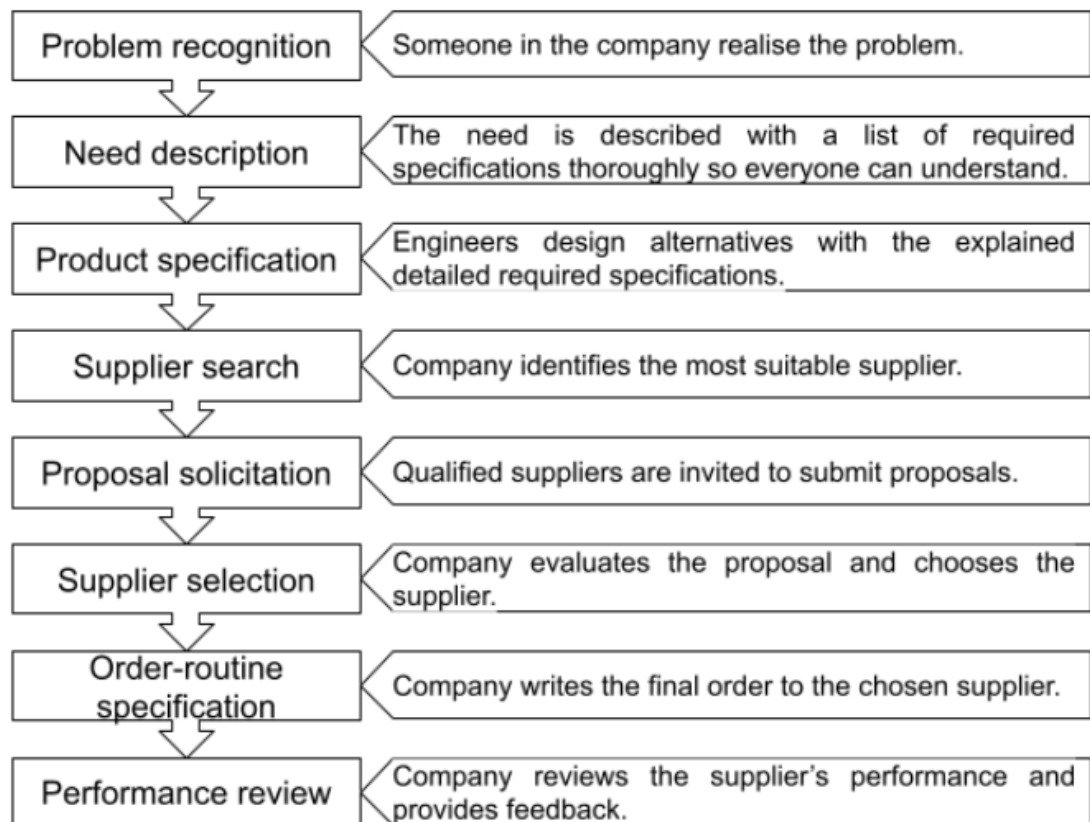 Problem recognition
Someone in the company realise the problem.
Need description
The need is described with a list of required
specifications thoroughly so everyone can understand.
Product specification
Engineers design alternatives with the explained
detailed required specifications.
Supplier search
Company identifies the most suitable supplier.
Proposal solicitation
Qualified suppliers are invited to submit proposals.
Supplier selection
Company evaluates the proposal and chooses the
supplier.
Order-routine
specification
Company writes the final order to the chosen supplier.
Performance review
Company reviews the supplier's performance and
provides feedback.